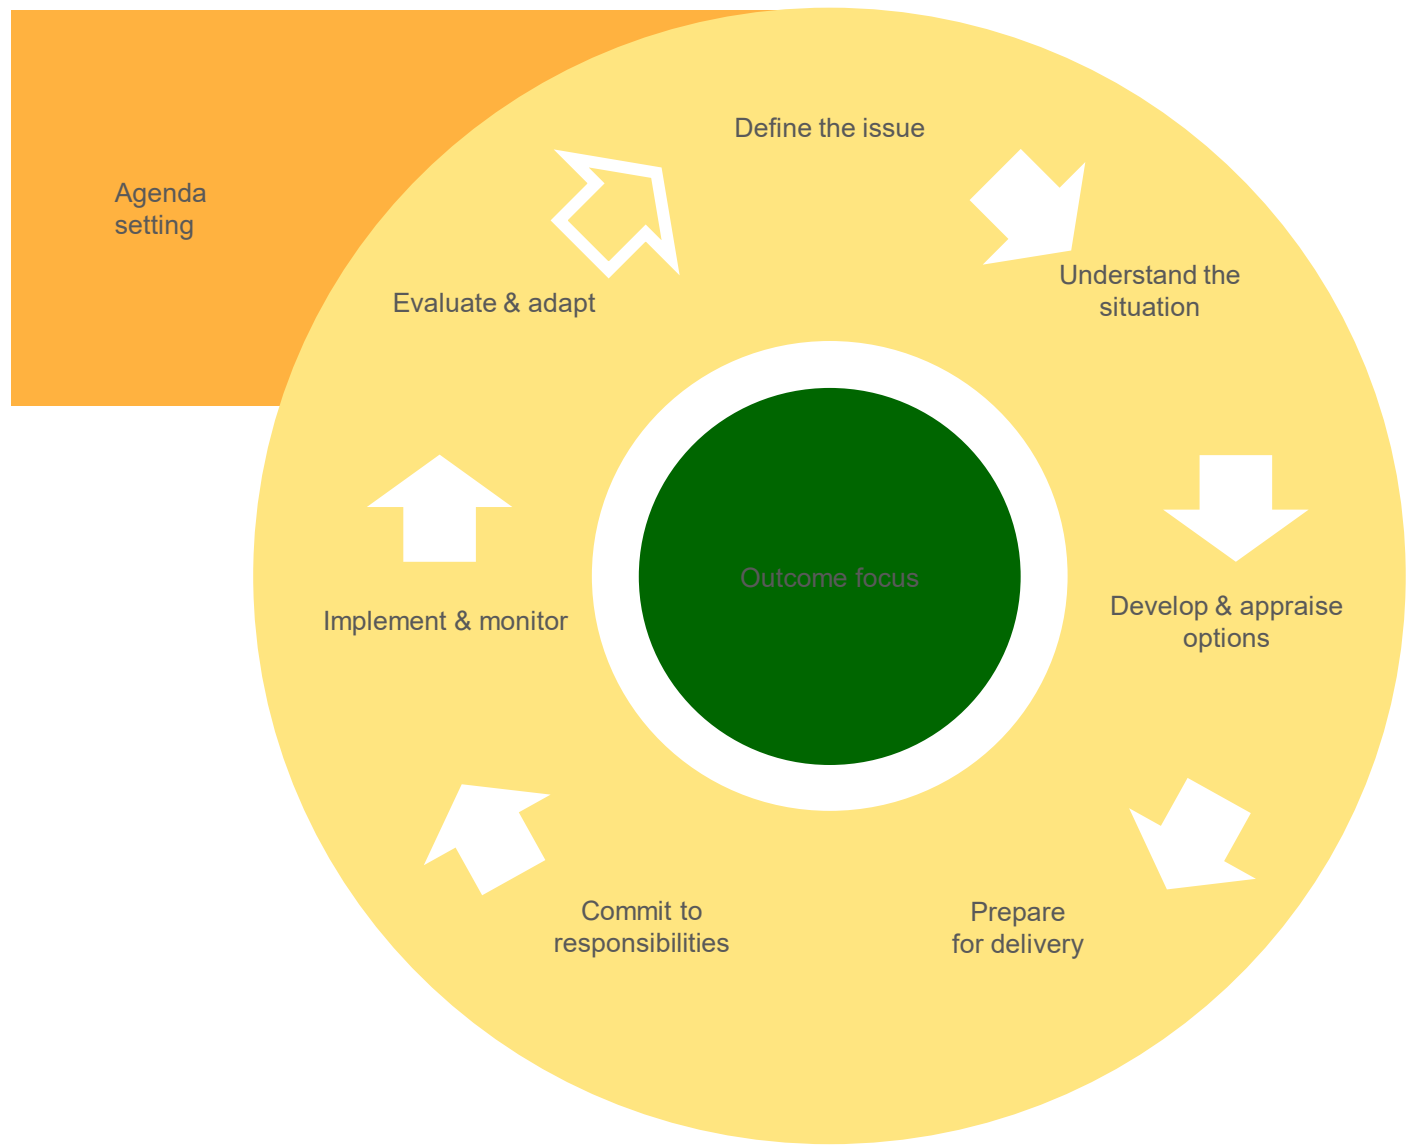 Define the issue
Agenda
setting
Understand the
situation
Evaluate & adapt
Outcome focus
Develop & appraise
options
Implement & monitor
Prepare
for delivery
Commit to
responsibilities